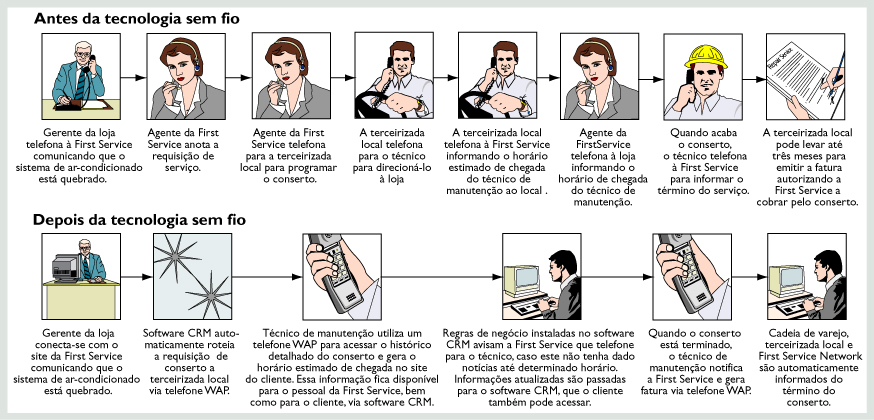 Antes da tecnologia sem fio
Repair Service
Gerente da loja
telefona à First Service
comunicando que o
sistema de ar-condicionado
está quebrado.
Agente da First
Service anota a
requisição de
serviço.
Agente da First
Service telefona
para a terceirizada
local para programar
o conserto.
A terceirizada
local telefona
para o técnico
para direcioná-lo
à loja
A terceirizada local
telefona à First Service
informando o horário
estimado de chegada
do técnico de
manutenção ao local .
Agente da
FirstService
telefona à loja
informando o
horário de chegada
do técnico de
manutenção.
Quando acaba
o conserto,
o técnico telefona
à First Service
para informar o
término do serviço.
A terceirizada local
pode levar até
três meses para
emitir a fatura
autorizando a
First Service a
cobrar pelo conserto.
Depois da tecnologia sem fio
Gerente da loja
conecta-se com o
site da First Service
comunicando que o
sistema de ar-condicionado
está quebrado.
Software CRM auto-
maticamente roteia
a requisição de
conserto a
terceirizada local
via telefone WAP.
Técnico de manutenção utiliza um
telefone WAP para acessar o histórico
detalhado do conserto e gera o
horário estimado de chegada no site
do cliente. Essa informação fica disponível
para o pessoal da First Service, bem
como para o cliente, via software CRM.
Regras de negócio instaladas no software
CRM avisam a First Service que telefone
para o técnico, caso este não tenha dado
notícias até determinado horário.
Informações atualizadas são passadas
para o software CRM, que o cliente
também pode acessar.
Quando o conserto
está terminado,
o técnico de
manutenção notifica
a First Service e gera
fatura via telefone WAP.
Cadeia de varejo,
terceirizada local e
First Service Network
são automaticamente
informados do
término do
conserto.